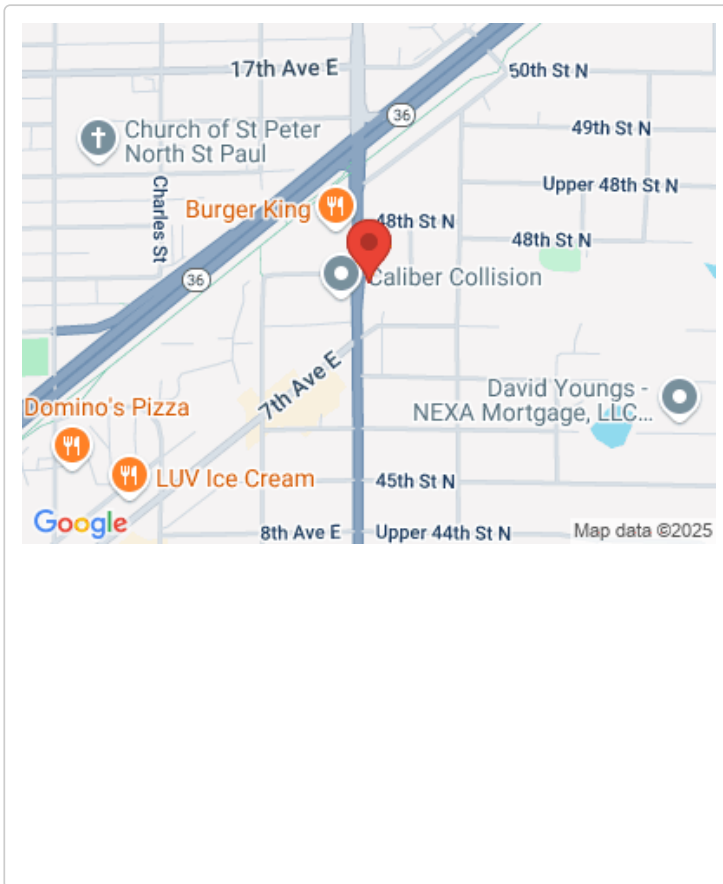 17th Ave E
50th St N
36
Church of St Peter
North St Paul
49th St N
Charles St
Upper 48th St N
Burger King
48th St N
48th St N
36
Caliber Collision
7th Ave E
David Youngs -
NEXA Mortgage, LLC...
Domino's Pizza
LUV Ice Cream
45th St N
Google
8th Ave E
Upper 44th St N
Map data ©2025